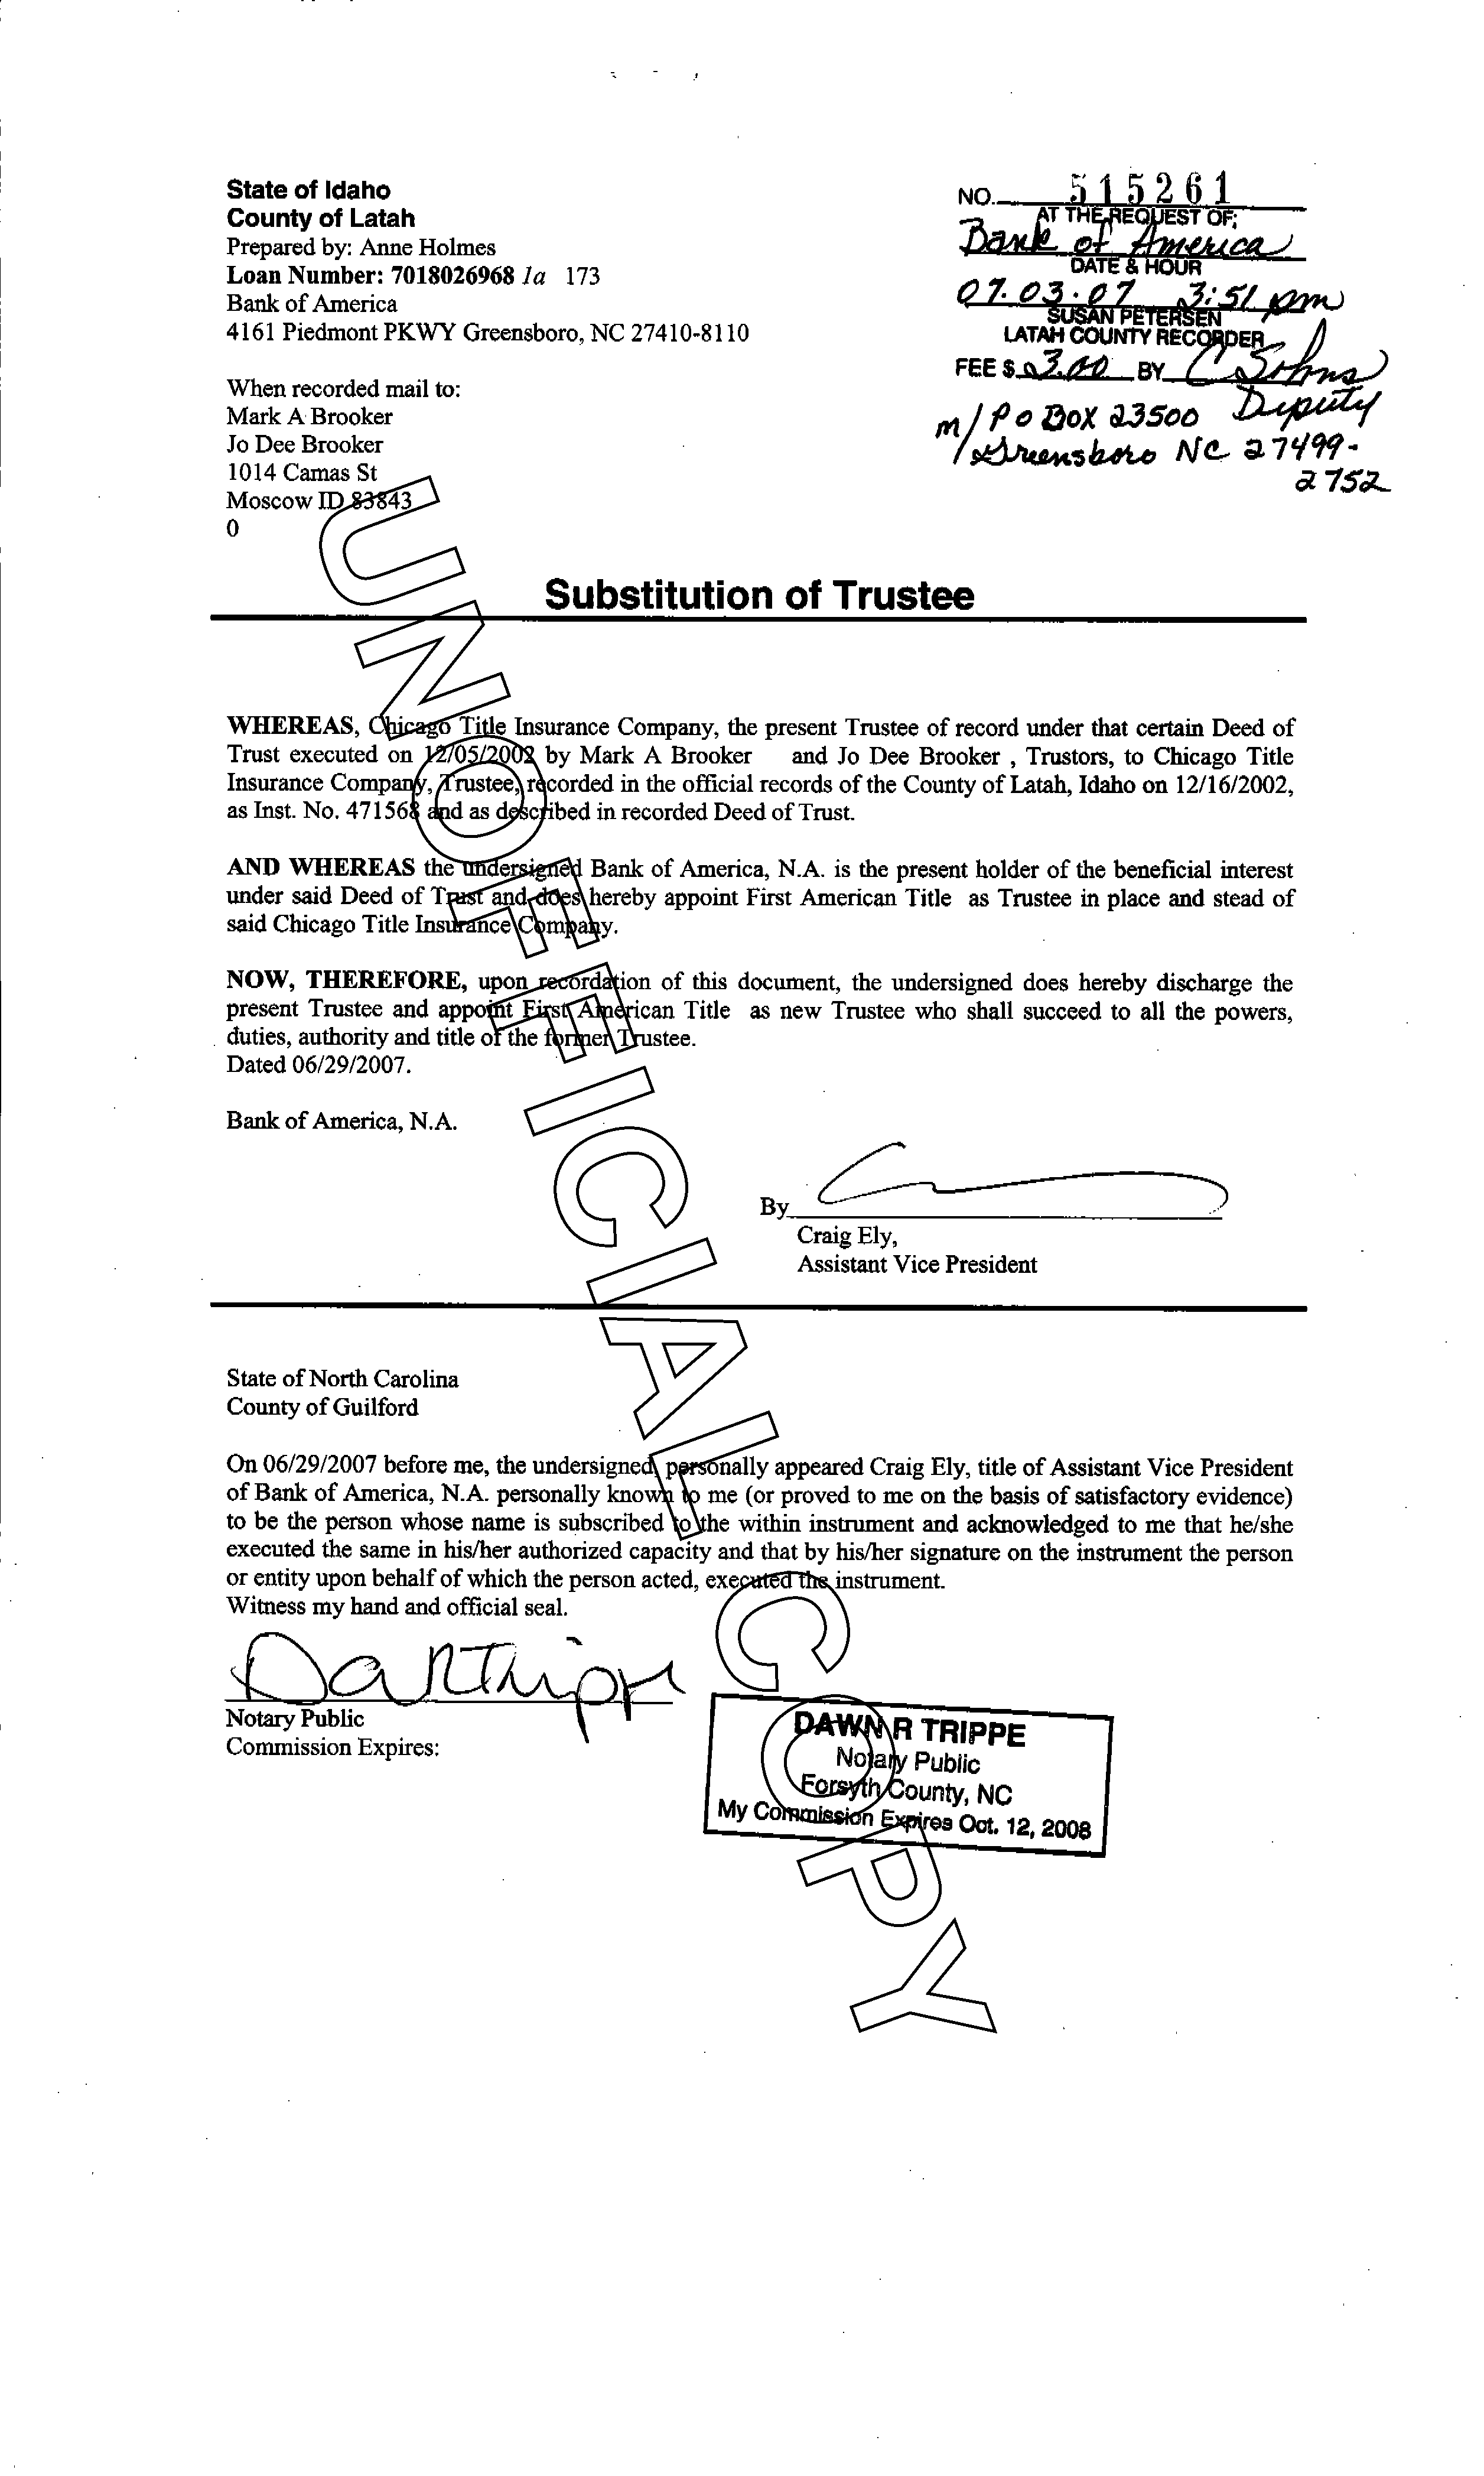 State of Idaho
County of Latah
Prepared by: Anne Holmes
Loan Number: 7018026968 1a 173
Bank of America
4161 Piedmont PKWY Greensboro, NC 27410-8110
When recorded mail to:
Mark A Brooker
Jo Dee Brooker
1014 Camas St
Moscow ID 83843
0
NO. 515261
AT THE REQUEST OF:
Bank of America
DATE & HOUR
07.03.07 3:51 pm
SUSAN PETERSEN
LATAH COUNTY RECORDER
FEE $ 3.00 BY C
Deputy
m/ P O Box 23500
Greensboro NC 27499-
2752
Substitution of Trustee
WHEREAS, Chicago Title Insurance Company, the present Trustee of record under that certain Deed of
Trust executed on 12/05/2002 by Mark A Brooker and Jo Dee Brooker , Trustors, to Chicago Title
Insurance Company, Trustee, recorded in the official records of the County of Latah, Idaho on 12/16/2002,
as Inst. No. 471568 and as described in recorded Deed of Trust.
AND WHEREAS the undersigned Bank of America, N.A. is the present holder of the beneficial interest
under said Deed of Trust and does hereby appoint First American Title as Trustee in place and stead of
said Chicago Title Insurance Company.
NOW, THEREFORE, upon recordation of this document, the undersigned does hereby discharge the
present Trustee and appoint First American Title as new Trustee who shall succeed to all the powers,
duties, authority and title of the former Trustee.
Dated 06/29/2007.
Bank of America, N.A.
By
Craig Ely,
Assistant Vice President
State of North Carolina
County of Guilford
On 06/29/2007 before me, the undersigned, personally appeared Craig Ely, title of Assistant Vice President
of Bank of America, N.A. personally known to me (or proved to me on the basis of satisfactory evidence)
to be the person whose name is subscribed to the within instrument and acknowledged to me that he/she
executed the same in his/her authorized capacity and that by his/her signature on the instrument the person
or entity upon behalf of which the person acted, executed the instrument.
Witness my hand and official seal.
Notary Public
Commission Expires:
DAWN R TRIPPE
Notary Public
Forsyth County, NC
My Commission Expires Oct. 12, 2008
UNOFFICIAL COPY